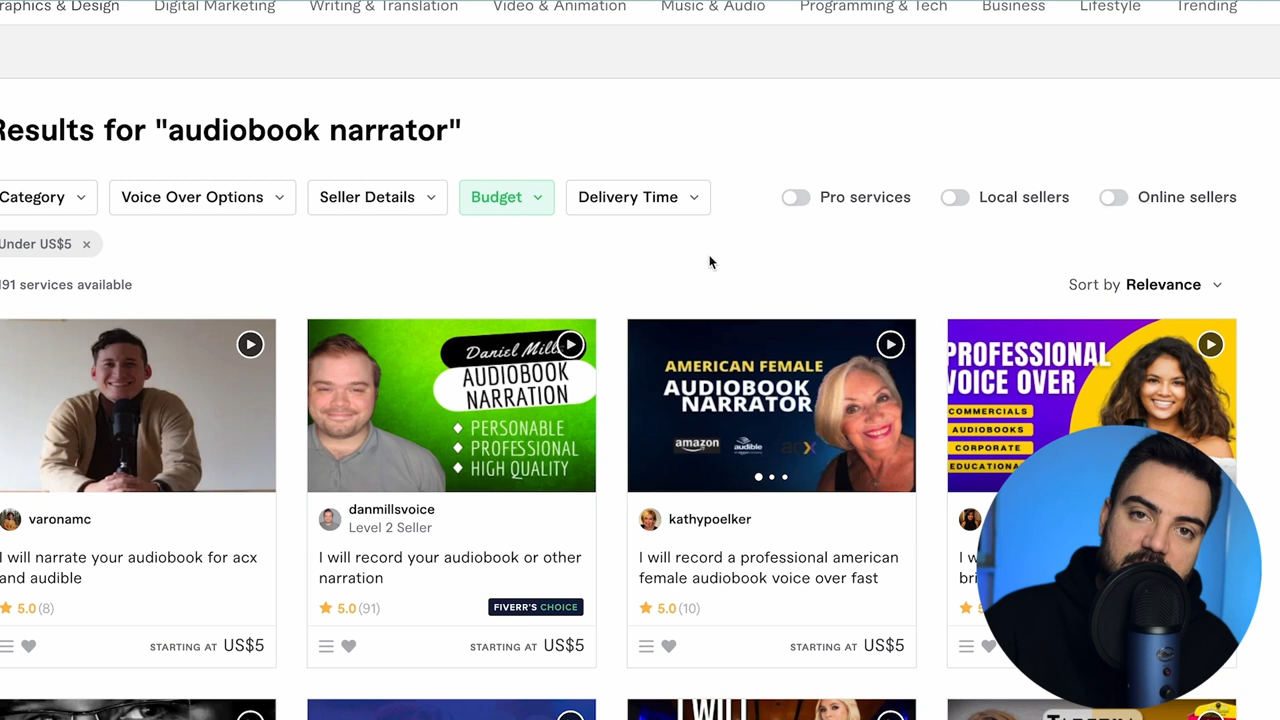 raphics & Design Digital Marketing Writing & Translation Video & Animation Music & Audio Programming & Tech Business Lifestyle Trending
Results for "audiobook narrator"
Category Voice Over Options Seller Details Budget Delivery Time Pro services Local sellers Online sellers
Under US$5 ×
191 services available
Sort by Relevance
Daniel Mills
AUDIOBOOK
NARRATION
PERSONABLE
PROFESSIONAL
HIGH QUALITY
AMERICAN FEMALE
AUDIOBOOK
NARRATOR
amazon audible acx
PROFESSIONAL
VOICE OVER
COMMERCIALS
AUDIOBOOKS
CORPORATE
EDUCATIONA
varonamc
I will narrate your audiobook for acx
and audible
5.0 (8)
STARTING AT US$5
danmillsvoice
Level 2 Seller
I will record your audiobook or other
narration
5.0 (91) FIVERR'S CHOICE
STARTING AT US$5
kathypoelker
I will record a professional american
female audiobook voice over fast
5.0 (10)
STARTING AT US$5
I w
bri
5
I WILL